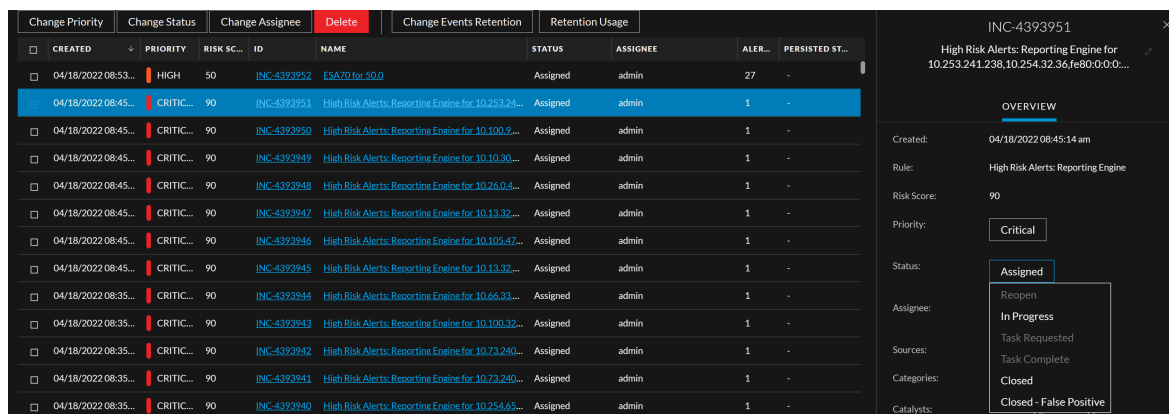 Change Priority Change Status Change Assignee Delete Change Events Retention Retention Usage
CREATED PRIORITY RISK SC... ID NAME STATUS ASSIGNEE ALER... PERSISTED ST...
04/18/2022 08:53... HIGH 50 INC-4393952 ESA70 for 50.0 Assigned admin 27 -
04/18/2022 08:45... CRITIC... 90 INC-4393951 High Risk Alerts: Reporting Engine for 10.253.24... Assigned admin 1 -
04/18/2022 08:45... CRITIC... 90 INC-4393950 High Risk Alerts: Reporting Engine for 10.100.9.... Assigned admin 1 -
04/18/2022 08:45... CRITIC... 90 INC-4393949 High Risk Alerts: Reporting Engine for 10.10.30.... Assigned admin 1 -
04/18/2022 08:45... CRITIC... 90 INC-4393948 High Risk Alerts: Reporting Engine for 10.26.0.4... Assigned admin 1 -
04/18/2022 08:45... CRITIC... 90 INC-4393947 High Risk Alerts: Reporting Engine for 10.13.32.... Assigned admin 1 -
04/18/2022 08:45... CRITIC... 90 INC-4393946 High Risk Alerts: Reporting Engine for 10.105.47... Assigned admin 1 -
04/18/2022 08:45... CRITIC... 90 INC-4393945 High Risk Alerts: Reporting Engine for 10.13.32.... Assigned admin 1 -
04/18/2022 08:35... CRITIC... 90 INC-4393944 High Risk Alerts: Reporting Engine for 10.66.33.... Assigned admin 1 -
04/18/2022 08:35... CRITIC... 90 INC-4393943 High Risk Alerts: Reporting Engine for 10.100.32... Assigned admin 1 -
04/18/2022 08:35... CRITIC... 90 INC-4393942 High Risk Alerts: Reporting Engine for 10.73.240... Assigned admin 1 -
04/18/2022 08:35... CRITIC... 90 INC-4393941 High Risk Alerts: Reporting Engine for 10.73.240... Assigned admin 1 -
04/18/2022 08:35... CRITIC... 90 INC-4393940 High Risk Alerts: Reporting Engine for 10.254.65... Assigned admin 1 -
INC-4393951
High Risk Alerts: Reporting Engine for
10.253.241.238,10.254.32.36,fe80:0:0:0:...
OVERVIEW
Created: 04/18/2022 08:45:14 am
Rule: High Risk Alerts: Reporting Engine
Risk Score: 90
Priority: Critical
Status: Assigned
Reopen
Assignee:
In Progress
Task Requested
Sources:
Task Complete
Categories: Closed
Closed - False Positive
Catalysts: